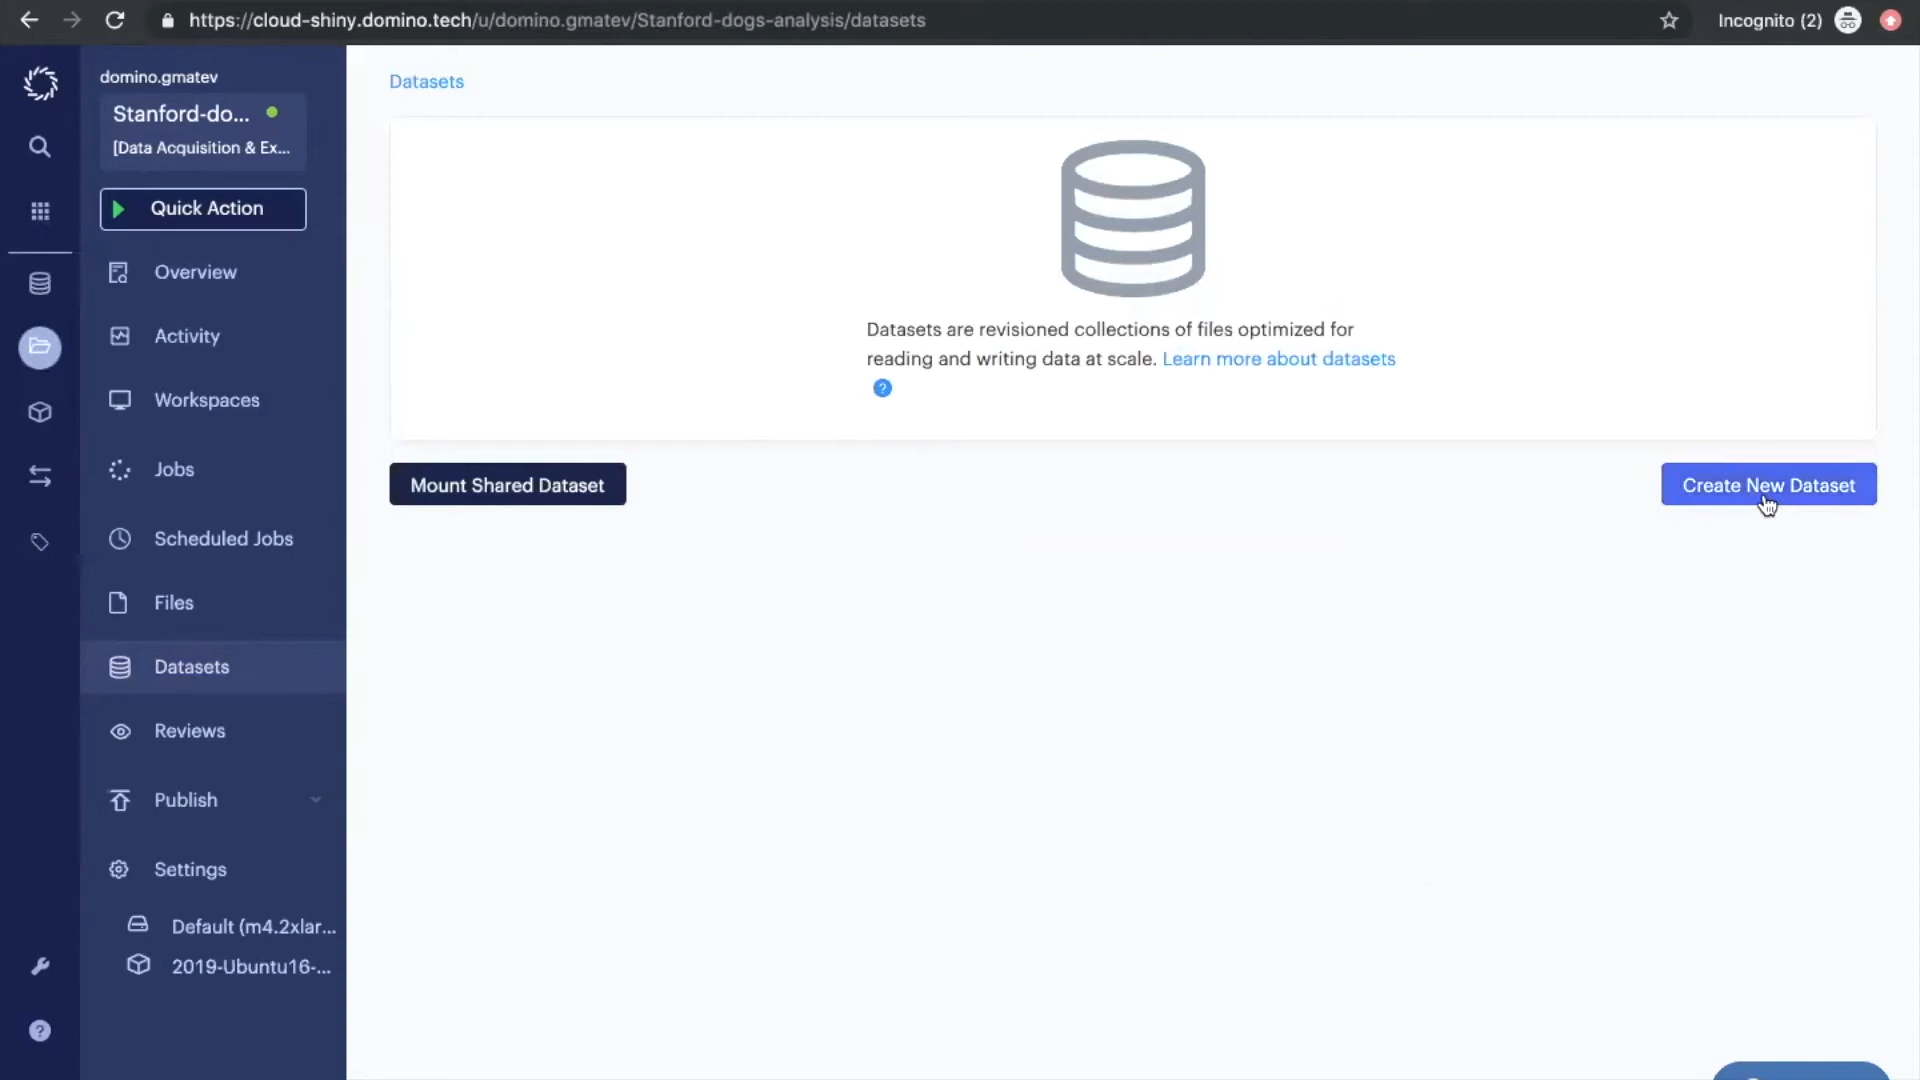 https://cloud-shiny.domino.tech/u/domino.gmatev/Stanford-dogs-analysis/datasets
Incognito (2)
domino.gmatev
Stanford-do...
[Data Acquisition & Ex...
Quick Action
Overview
Activity
Workspaces
Jobs
Scheduled Jobs
Files
Datasets
Reviews
Publish
Settings
Default (m4.2xlar...
2019-Ubuntu16-...
?
Datasets
Datasets are revisioned collections of files optimized for
reading and writing data at scale. Learn more about datasets
?
Mount Shared Dataset
Create New Dataset